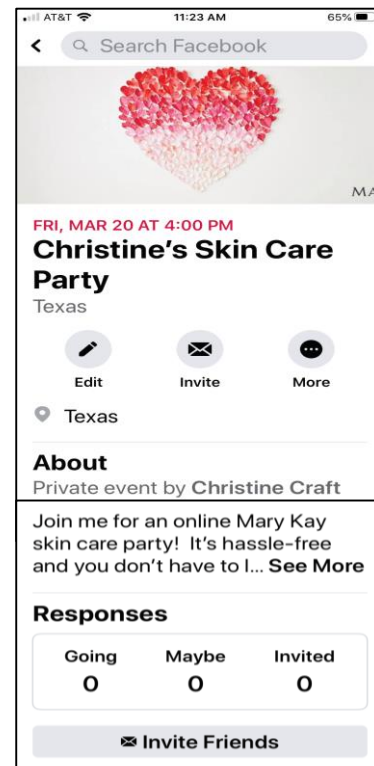 AT&T 11:23 AM 65%
Search Facebook
MA
FRI, MAR 20 AT 4:00 PM
Christine's Skin Care
Party
Texas
Edit Invite More
Texas
About
Private event by Christine Craft
Join me for an online Mary Kay
skin care party! It's hassle-free
and you don't have to l... See More
Responses
Going Maybe Invited
0 0 0
Invite Friends